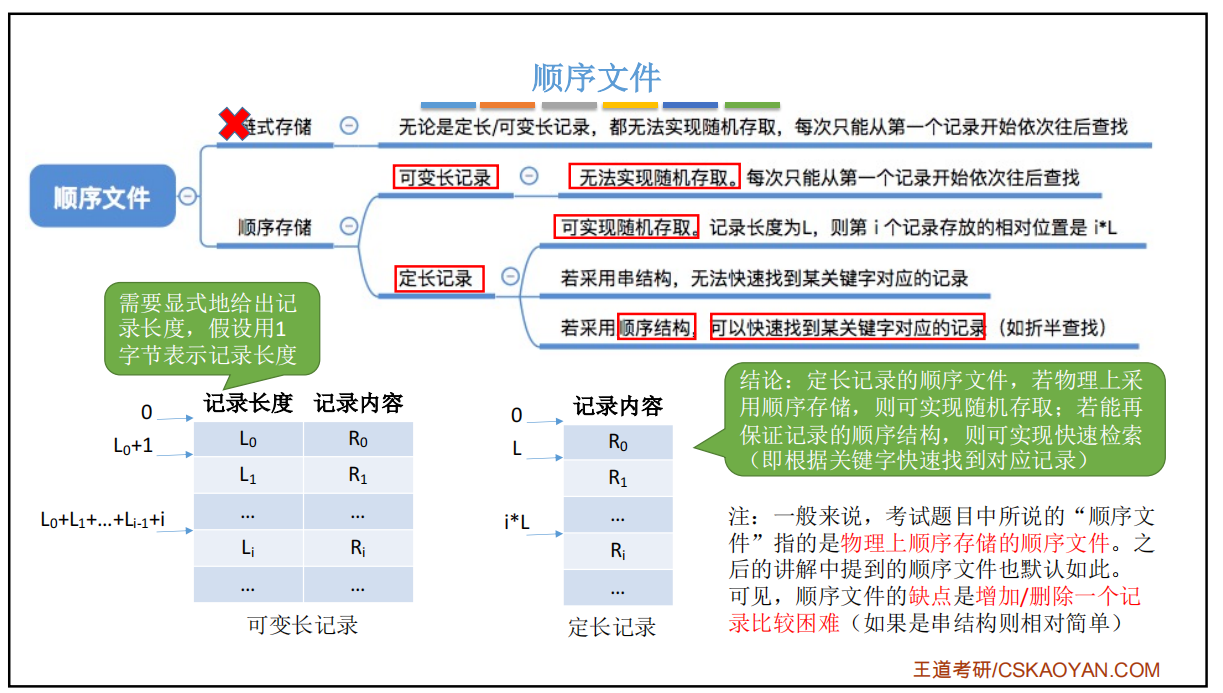 顺序文件
链式存储
无论是定长/可变长记录，都无法实现随机存取，每次只能从第一个记录开始依次往后查找
顺序文件
可变长记录
无法实现随机存取。每次只能从第一个记录开始依次往后查找
顺序存储
可实现随机存取。记录长度为L，则第 i 个记录存放的相对位置是 i*L
定长记录
若采用串结构，无法快速找到某关键字对应的记录
若采用顺序结构，可以快速找到某关键字对应的记录（如折半查找）
需要显式地给出记
录长度，假设用1
字节表示记录长度
记录长度 记录内容
0
L₀ R₀
L₀+1
L₁ R₁
... ...
L₀+L₁+...+Lᵢ₋₁+i
Lᵢ Rᵢ
... ...
可变长记录
记录内容
0
R₀
L
R₁
...
i*L
Rᵢ
...
定长记录
结论：定长记录的顺序文件，若物理上采
用顺序存储，则可实现随机存取；若能再
保证记录的顺序结构，则可实现快速检索
（即根据关键字快速找到对应记录）
注：一般来说，考试题目中所说的“顺序文
件”指的是物理上顺序存储的顺序文件。之
后的讲解中提到的顺序文件也默认如此。
可见，顺序文件的缺点是增加/删除一个记
录比较困难（如果是串结构则相对简单）
王道考研/CSKAOYAN.COM